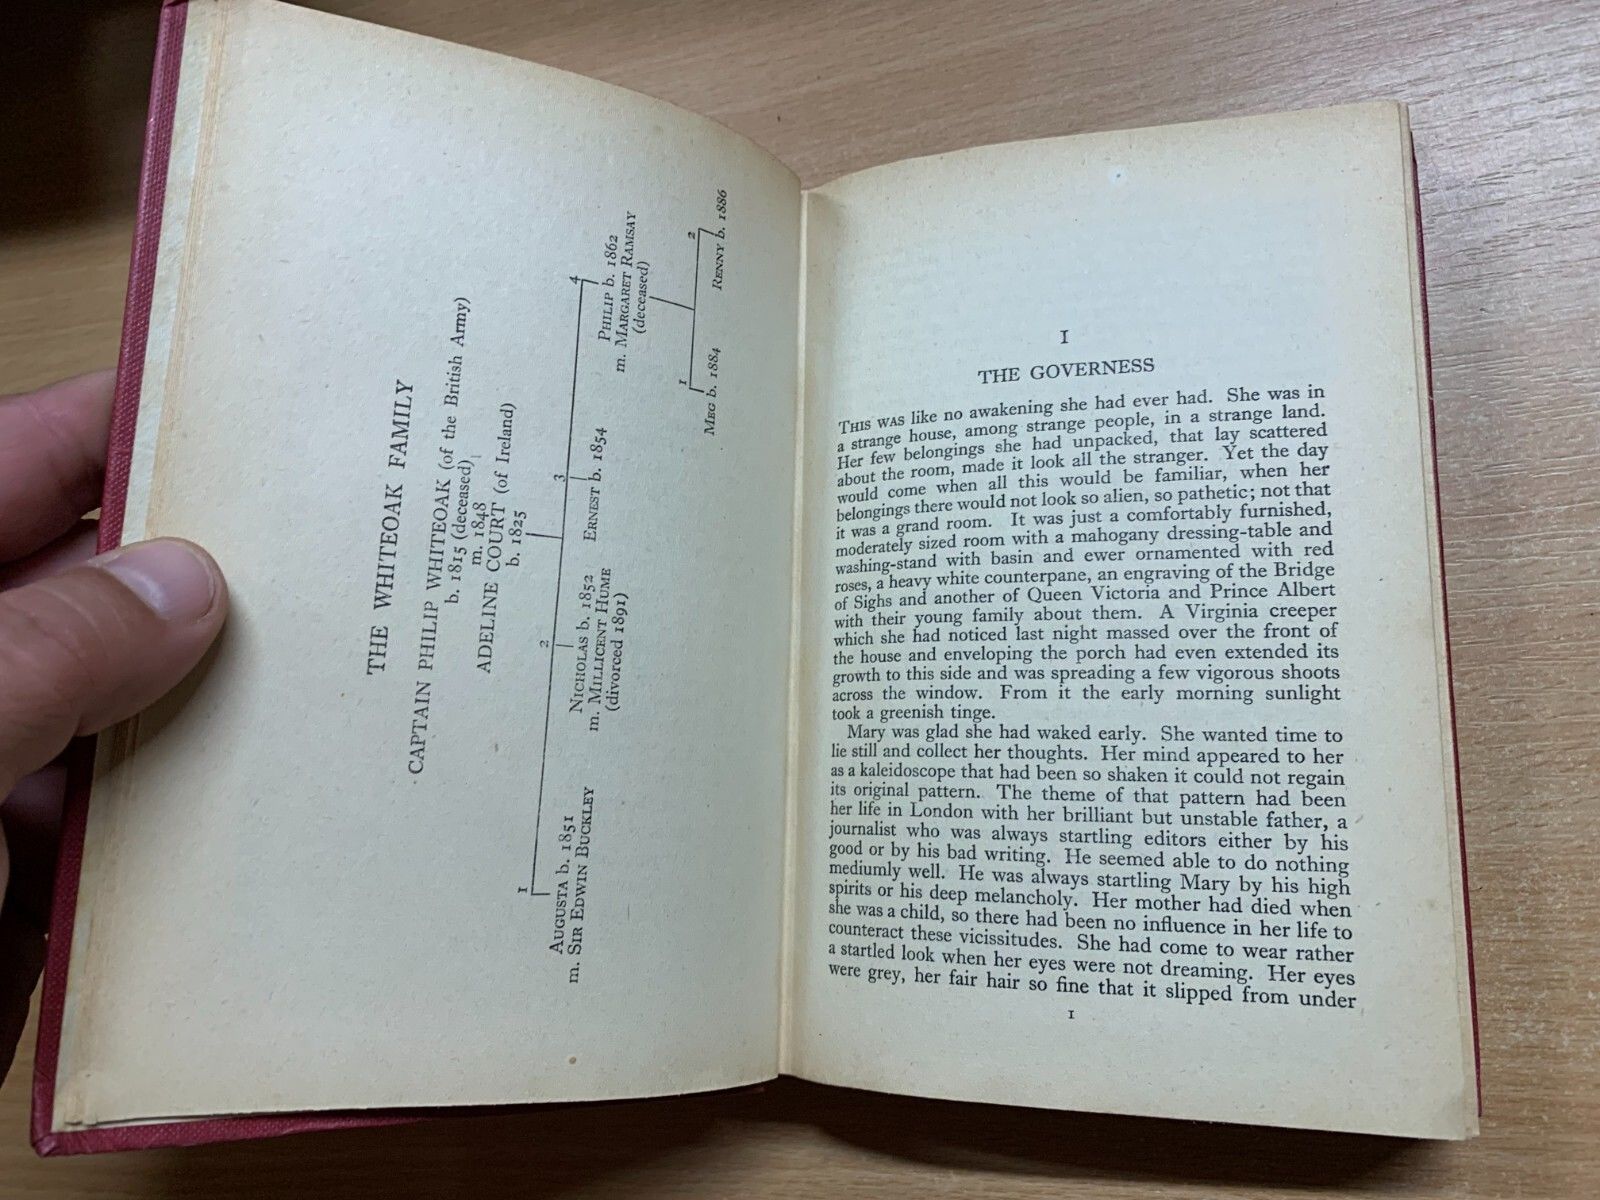 THE WHITEOAK FAMILY
CAPTAIN PHILIP WHITEOAK (of the British Army)
b. 1815 (deceased)
m. 1848
ADELINE COURT (of Ireland)
b. 1825
1
2
3
4
AUGUSTA b. 1851
m. SIR EDWIN BUCKLEY
NICHOLAS b. 1852
m. MILLICENT HUME
(divorced 1891)
ERNEST b. 1854
PHILIP b. 1862
m. MARGARET RAMSAY
(deceased)
1
2
MEG b. 1884
RENNY b. 1886
I
THE GOVERNESS
THIS WAS like no awakening she had ever had. She was in
a strange house, among strange people, in a strange land.
Her few belongings she had unpacked, that lay scattered
about the room, made it look all the stranger. Yet the day
would come when all this would be familiar, when her
belongings there would not look so alien, so pathetic; not that
it was a grand room. It was just a comfortably furnished,
moderately sized room with a mahogany dressing-table and
washing-stand with basin and ewer ornamented with red
roses, a heavy white counterpane, an engraving of the Bridge
of Sighs and another of Queen Victoria and Prince Albert
with their young family about them. A Virginia creeper
which she had noticed last night massed over the front of
the house and enveloping the porch had even extended its
growth to this side and was spreading a few vigorous shoots
across the window. From it the early morning sunlight
took a greenish tinge.
Mary was glad she had waked early. She wanted time to
lie still and collect her thoughts. Her mind appeared to her
as a kaleidoscope that had been so shaken it could not regain
its original pattern. The theme of that pattern had been
her life in London with her brilliant but unstable father, a
journalist who was always startling editors either by his
good or by his bad writing. He seemed able to do nothing
mediumly well. He was always startling Mary by his high
spirits or his deep melancholy. Her mother had died when
she was a child, so there had been no influence in her life to
counteract these vicissitudes. She had come to wear rather
a startled look when her eyes were not dreaming. Her eyes
were grey, her fair hair so fine that it slipped from under
1